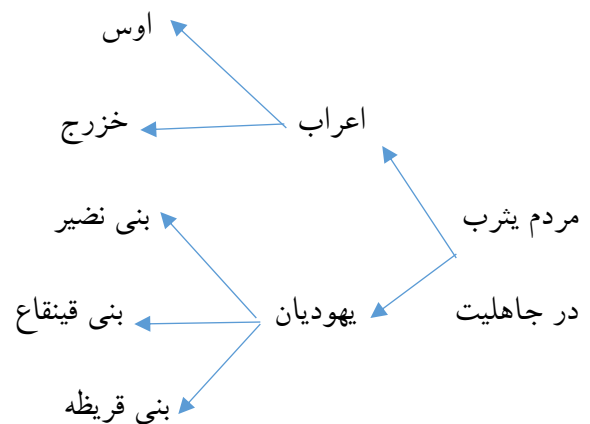 اوس
اعراب
خزرج
مردم یثرب
بنی نضیر
در جاهلیت
یهودیان
بنی قینقاع
بنی قریظه